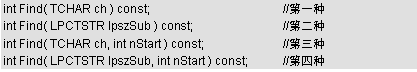 int Find( TCHAR ch ) const; //第一种
int Find( LPCTSTR lpszSub ) const; //第二种
int Find( TCHAR ch, int nStart ) const; //第三种
int Find( LPCTSTR lpszSub, int nStart ) const; //第四种